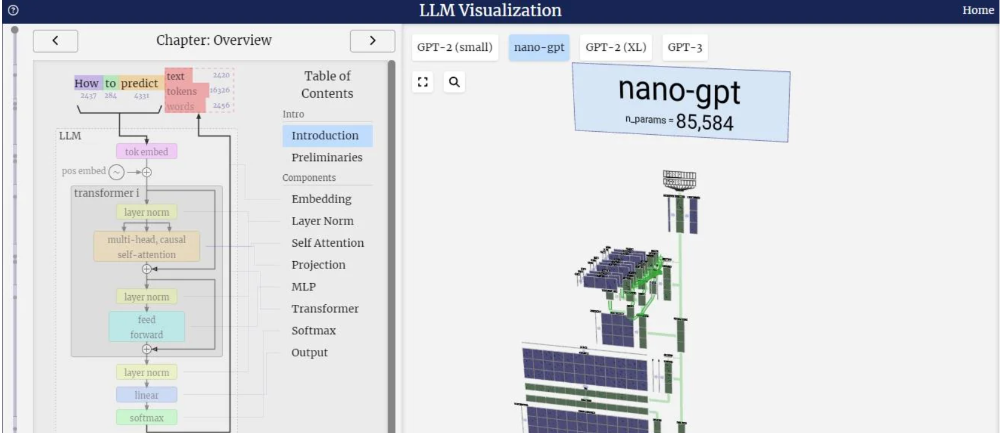 LLM Visualization
Home
Chapter: Overview
How to predict
2437 284 4331
text 2420
tokens 16326
words 2456
LLM
tok embed
pos embed
transformer i
layer norm
multi-head, causal
self-attention
layer norm
feed
forward
layer norm
linear
softmax
Table of
Contents
Intro
Introduction
Preliminaries
Components
Embedding
Layer Norm
Self Attention
Projection
MLP
Transformer
Softmax
Output
GPT-2 (small)
nano-gpt
GPT-2 (XL)
GPT-3
nano-gpt
n_params = 85,584